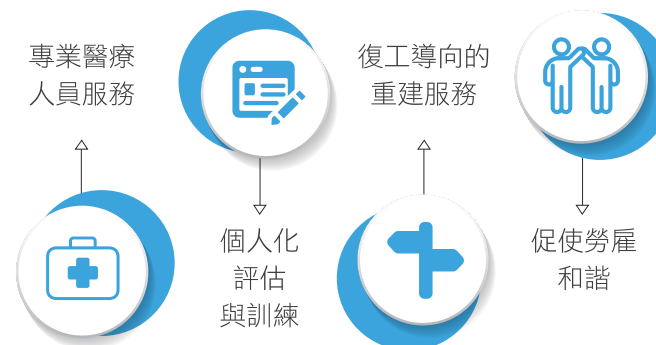 專業醫療
人員服務
個人化
評估
與訓練
復工導向的
重建服務
促使勞雇
和諧